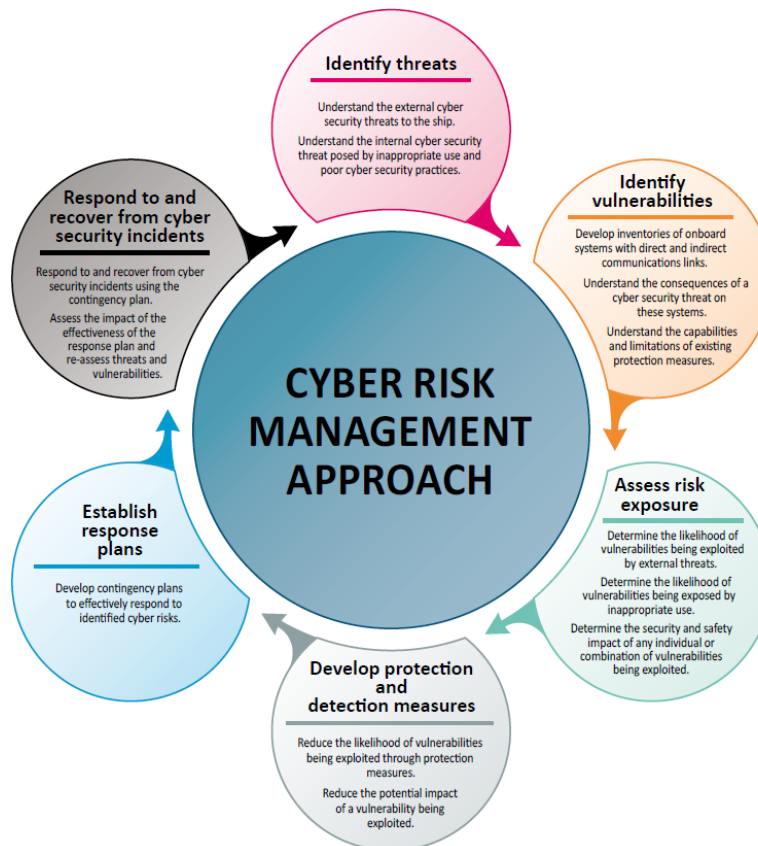 Identify threats
Understand the external cyber
security threats to the ship.
Understand the internal cyber security
threat posed by inappropriate use and
poor cyber security practices.
Identify
vulnerabilities
Develop inventories of onboard
systems with direct and indirect
communications links.
Understand the consequences of a
cyber security threat on
these systems.
Understand the capabilities
and limitations of existing
protection measures.
Assess risk
exposure
Determine the likelihood of
vulnerabilities being exploited
by external threats.
Determine the likelihood of
vulnerabilities being exposed by
inappropriate use.
Determine the security and safety
impact of any individual or
combination of vulnerabilities
being exploited.
Develop protection
and
detection measures
Reduce the likelihood of vulnerabilities
being exploited through protection
measures.
Reduce the potential impact
of a vulnerability being
exploited.
Establish
response
plans
Develop contingency plans
to effectively respond to
identified cyber risks.
Respond to and
recover from cyber
security incidents
Respond to and recover from cyber
security incidents using the
contingency plan.
Assess the impact of the
effectiveness of the
response plan and
re-assess threats and
vulnerabilities.
CYBER RISK
MANAGEMENT
APPROACH